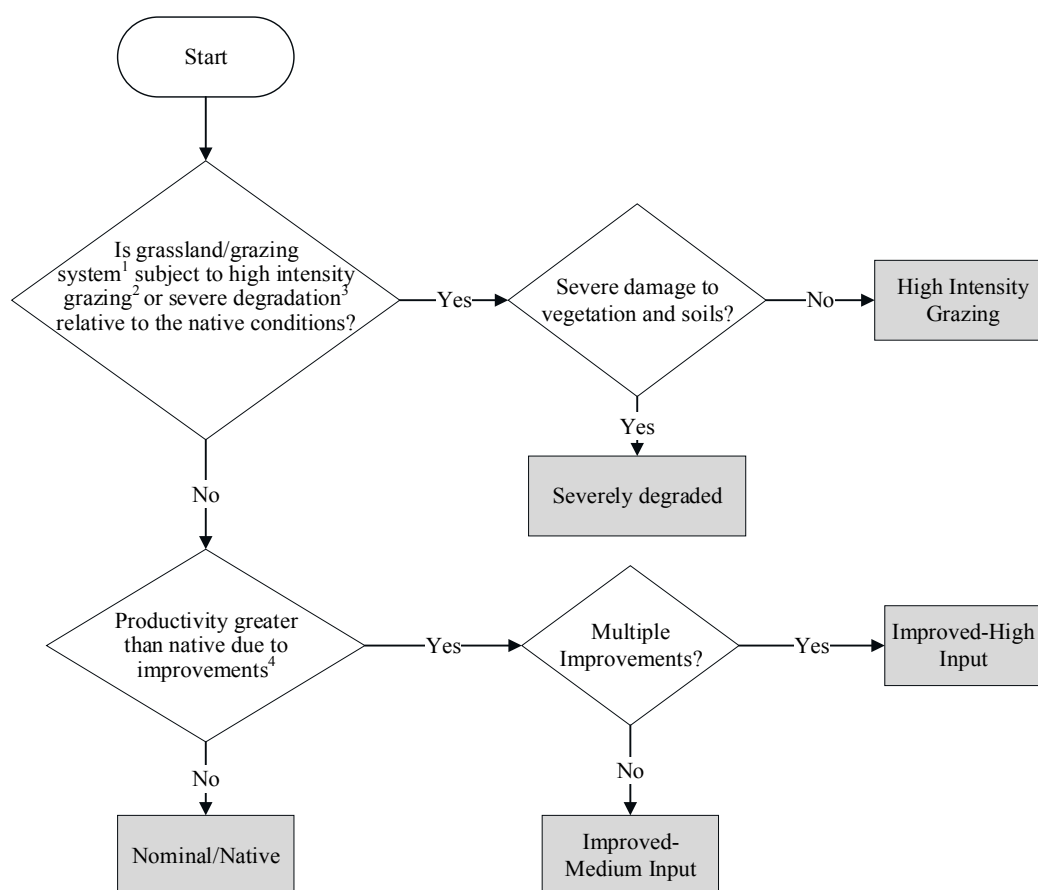 Start
Is grassland/grazing
system¹ subject to high intensity
grazing² or severe degradation³
relative to the native conditions?
Yes
Severe damage to
vegetation and soils?
No
High Intensity
Grazing
Yes
Severely degraded
No
Productivity greater
than native due to
improvements⁴
Yes
Multiple
Improvements?
Yes
Improved-High
Input
No
Nominal/Native
No
Improved-
Medium Input